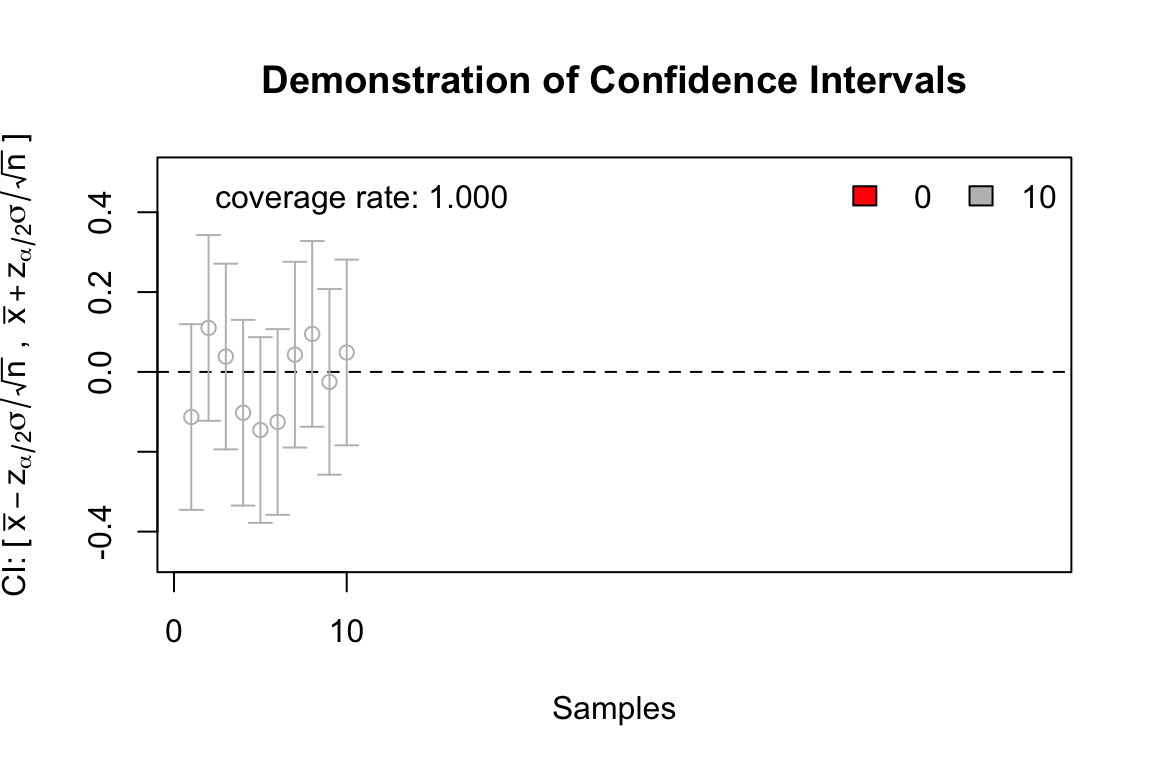 Demonstration of Confidence Intervals
coverage rate: 1.000
0
10
CI: [ x̅ − zα/2σ/√n , x̅ + zα/2σ/√n ]
0.4
0.2
0.0
-0.4
0
10
Samples